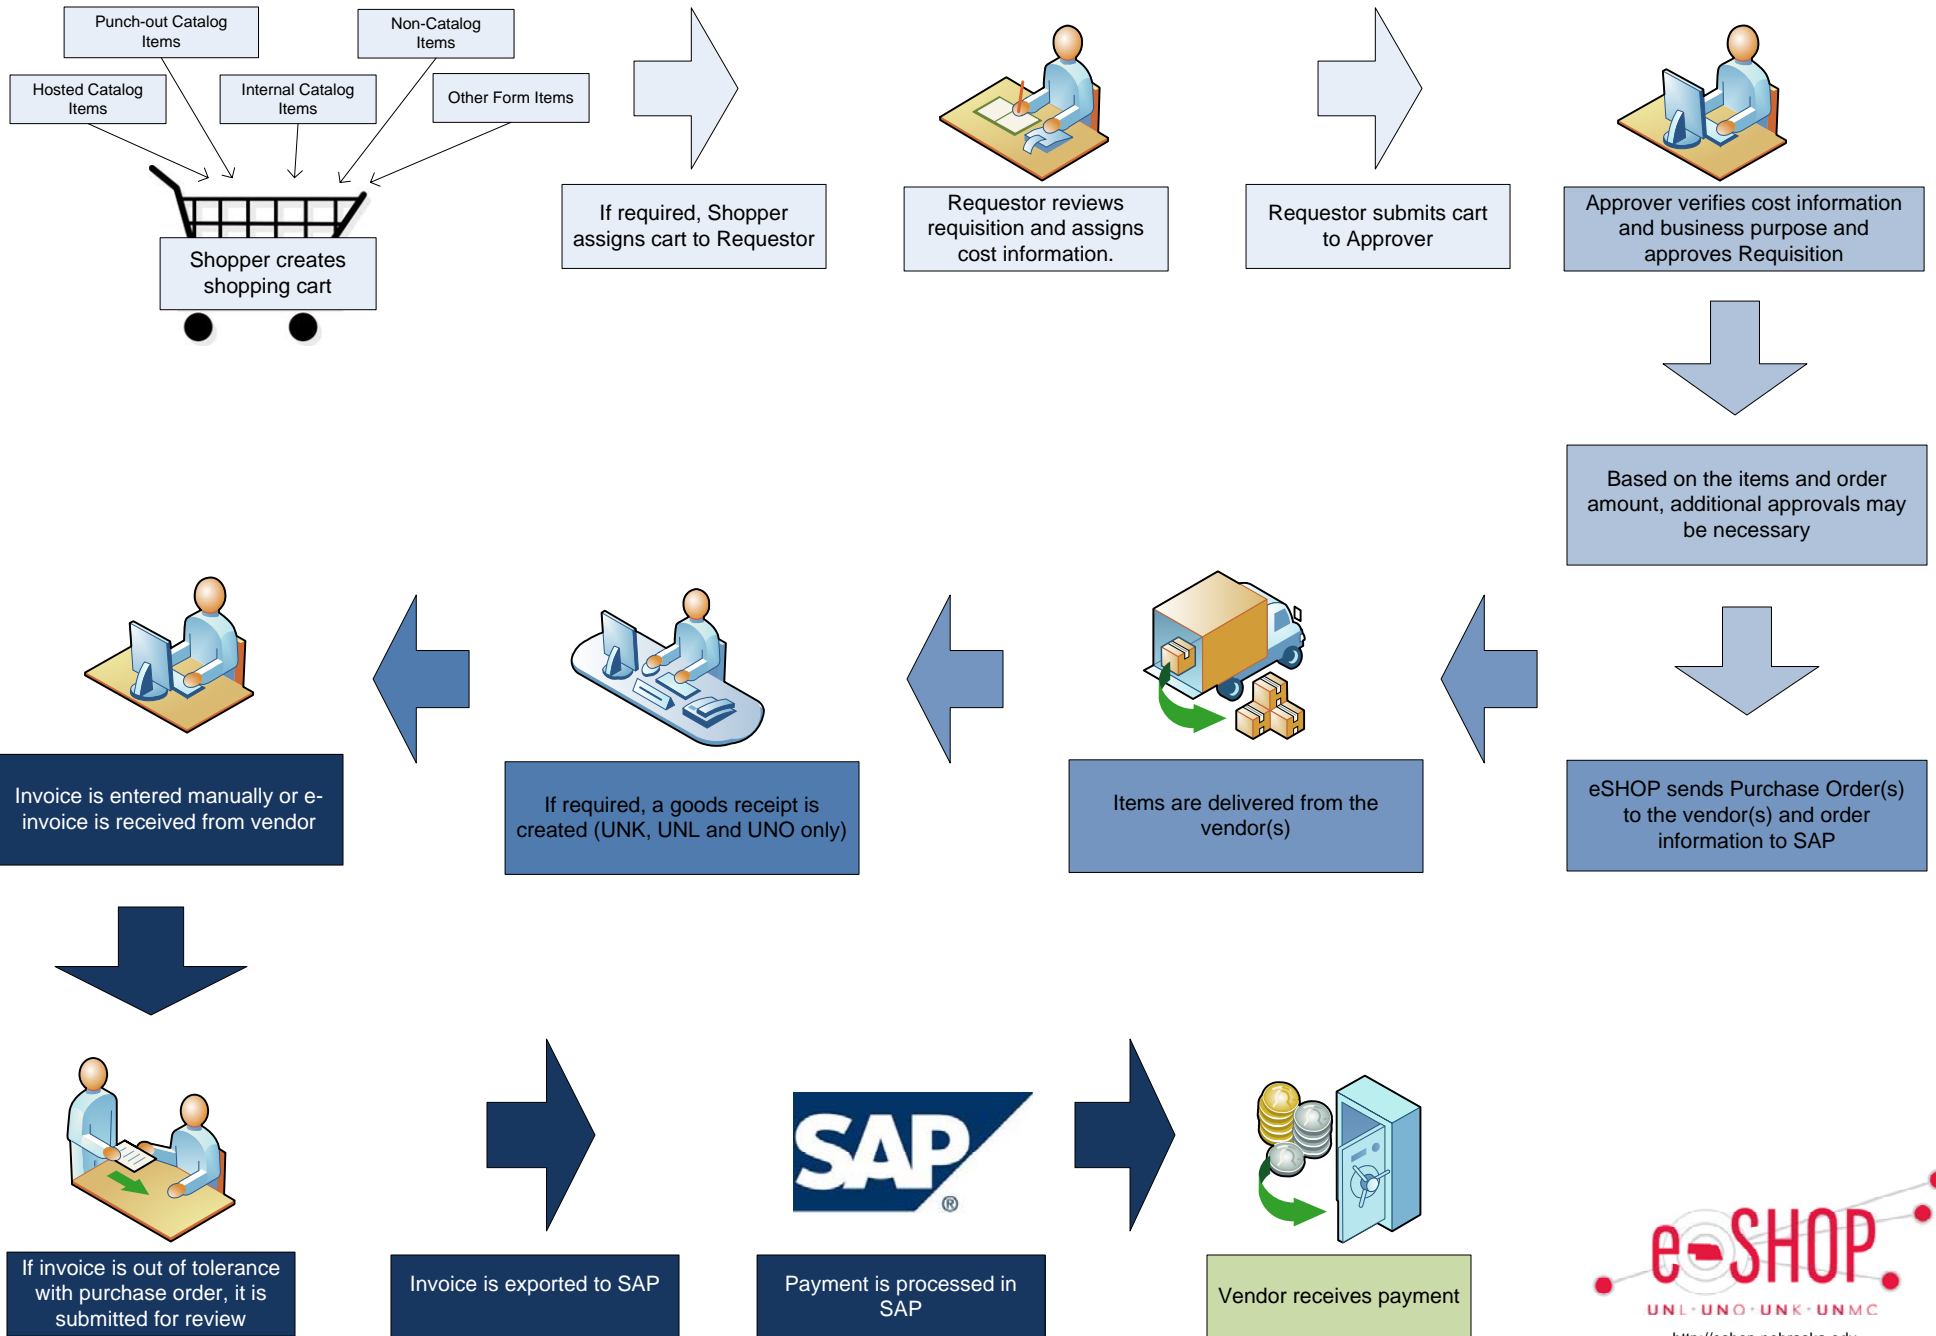 Punch-out Catalog
Items
Non-Catalog
Items
Hosted Catalog
Items
Internal Catalog
Items
Other Form Items
Shopper creates
shopping cart
If required, Shopper
assigns cart to Requestor
Requestor reviews
requisition and assigns
cost information.
Requestor submits cart
to Approver
Approver verifies cost information
and business purpose and
approves Requisition
Based on the items and order
amount, additional approvals may
be necessary
eSHOP sends Purchase Order(s)
to the vendor(s) and order
information to SAP
Items are delivered from the
vendor(s)
If required, a goods receipt is
created (UNK, UNL and UNO only)
Invoice is entered manually or e-
invoice is received from vendor
If invoice is out of tolerance
with purchase order, it is
submitted for review
Invoice is exported to SAP
SAP®
Payment is processed in
SAP
Vendor receives payment
eSHOP
UNL·UNO·UNK·UNMC